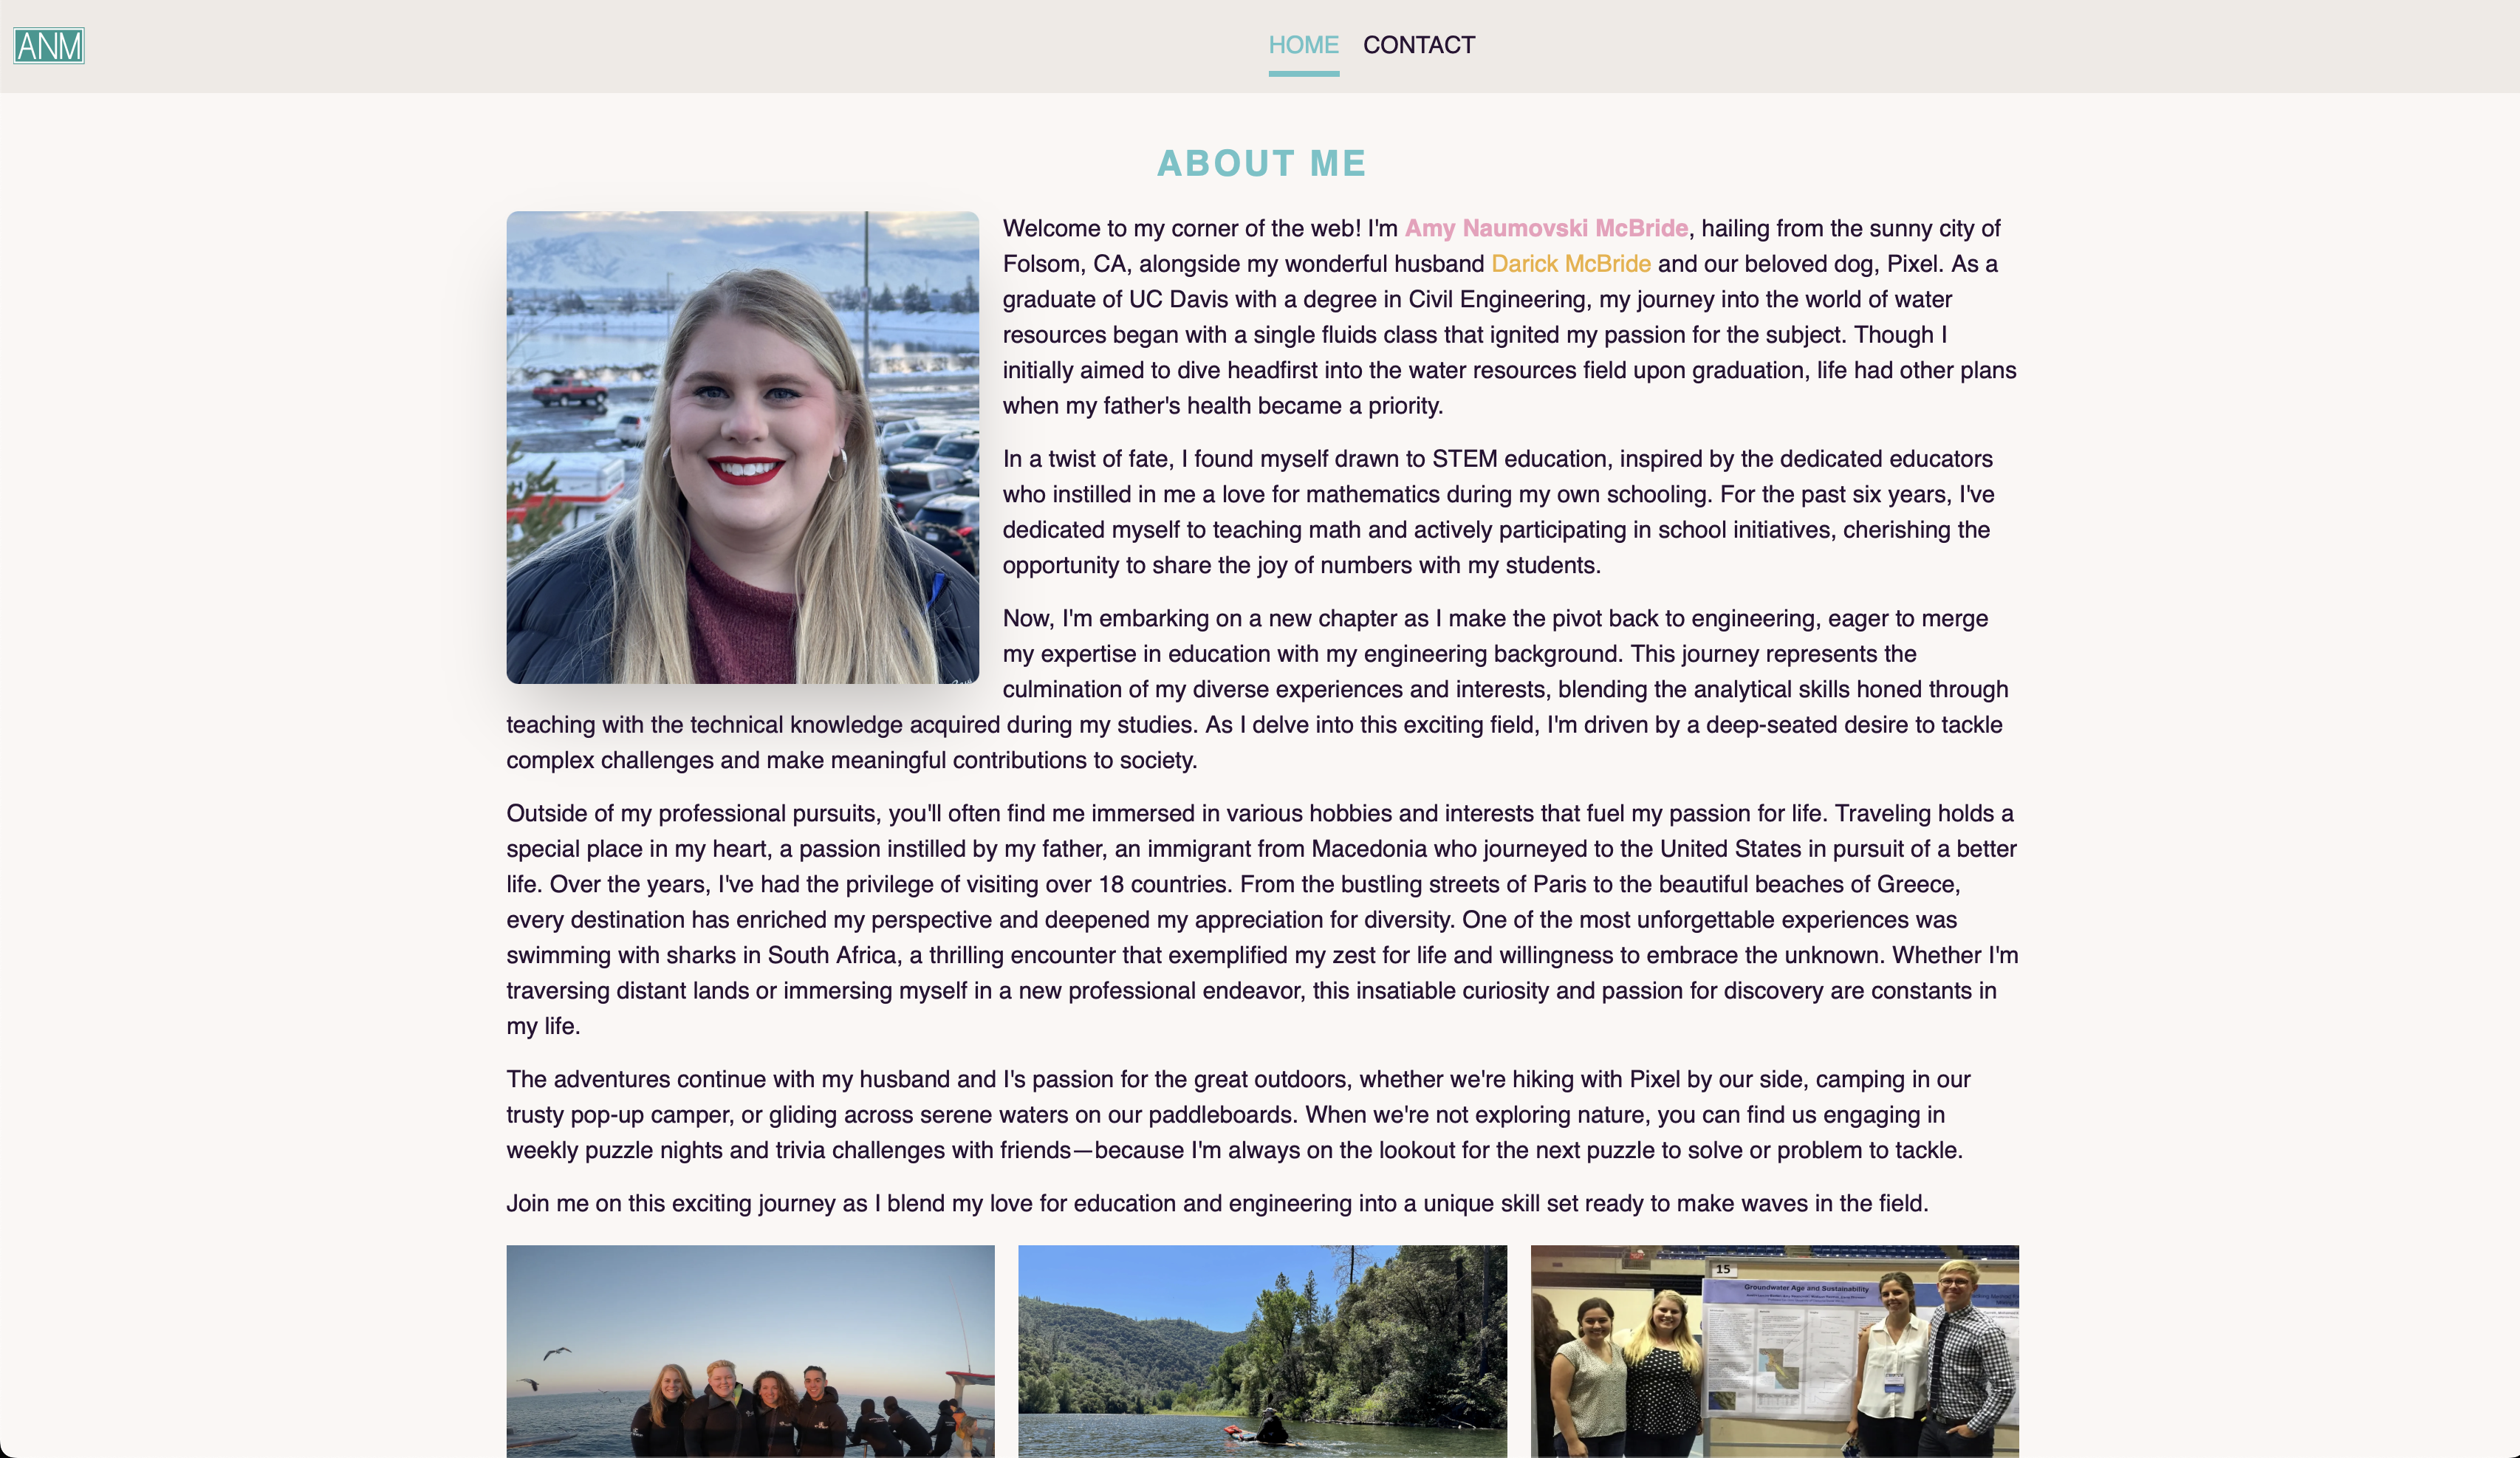 ANM
HOME CONTACT
ABOUT ME
Welcome to my corner of the web! I'm Amy Naumovski McBride, hailing from the sunny city of
Folsom, CA, alongside my wonderful husband Darick McBride and our beloved dog, Pixel. As a
graduate of UC Davis with a degree in Civil Engineering, my journey into the world of water
resources began with a single fluids class that ignited my passion for the subject. Though I
initially aimed to dive headfirst into the water resources field upon graduation, life had other plans
when my father's health became a priority.
In a twist of fate, I found myself drawn to STEM education, inspired by the dedicated educators
who instilled in me a love for mathematics during my own schooling. For the past six years, I've
dedicated myself to teaching math and actively participating in school initiatives, cherishing the
opportunity to share the joy of numbers with my students.
Now, I'm embarking on a new chapter as I make the pivot back to engineering, eager to merge
my expertise in education with my engineering background. This journey represents the
culmination of my diverse experiences and interests, blending the analytical skills honed through
teaching with the technical knowledge acquired during my studies. As I delve into this exciting field, I'm driven by a deep-seated desire to tackle
complex challenges and make meaningful contributions to society.
Outside of my professional pursuits, you'll often find me immersed in various hobbies and interests that fuel my passion for life. Traveling holds a
special place in my heart, a passion instilled by my father, an immigrant from Macedonia who journeyed to the United States in pursuit of a better
life. Over the years, I've had the privilege of visiting over 18 countries. From the bustling streets of Paris to the beautiful beaches of Greece,
every destination has enriched my perspective and deepened my appreciation for diversity. One of the most unforgettable experiences was
swimming with sharks in South Africa, a thrilling encounter that exemplified my zest for life and willingness to embrace the unknown. Whether I'm
traversing distant lands or immersing myself in a new professional endeavor, this insatiable curiosity and passion for discovery are constants in
my life.
The adventures continue with my husband and I's passion for the great outdoors, whether we're hiking with Pixel by our side, camping in our
trusty pop-up camper, or gliding across serene waters on our paddleboards. When we're not exploring nature, you can find us engaging in
weekly puzzle nights and trivia challenges with friends—because I'm always on the lookout for the next puzzle to solve or problem to tackle.
Join me on this exciting journey as I blend my love for education and engineering into a unique skill set ready to make waves in the field.
15
Groundwater Age and Sustainability